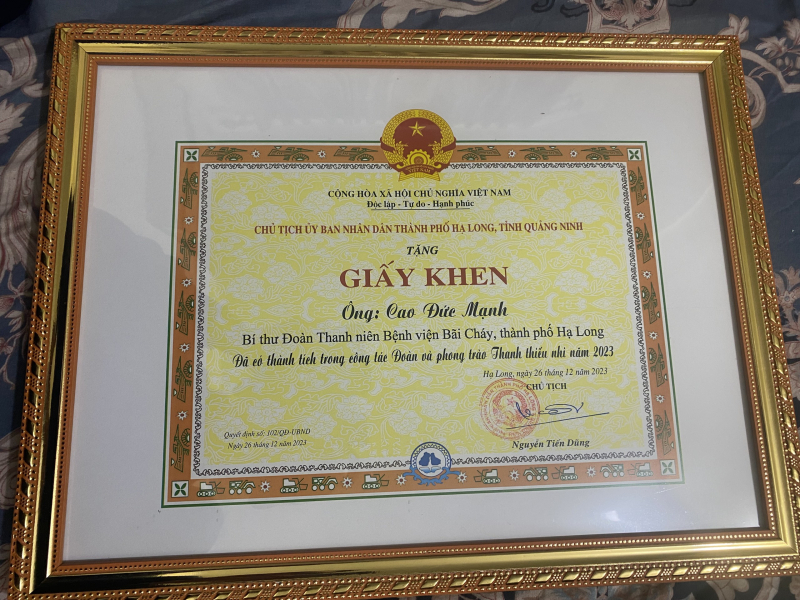 CỘNG HÒA XÃ HỘI CHỦ NGHĨA VIỆT NAM
Độc lập - Tự do - Hạnh phúc
CHỦ TỊCH ỦY BAN NHÂN DÂN THÀNH PHỐ HẠ LONG, TỈNH QUẢNG NINH
TẶNG
GIẤY KHEN
Ông: Cao Đức Mạnh
Bí thư Đoàn Thanh niên Bệnh viện Bãi Cháy, thành phố Hạ Long
Đã có thành tích trong công tác Đoàn và phong trào Thanh thiếu nhi năm 2023
Hạ Long, ngày 26 tháng 12 năm 2023
CHỦ TỊCH
Quyết định số: 102/QĐ-UBND
Ngày 26 tháng 12 năm 2023
Nguyễn Tiến Dũng